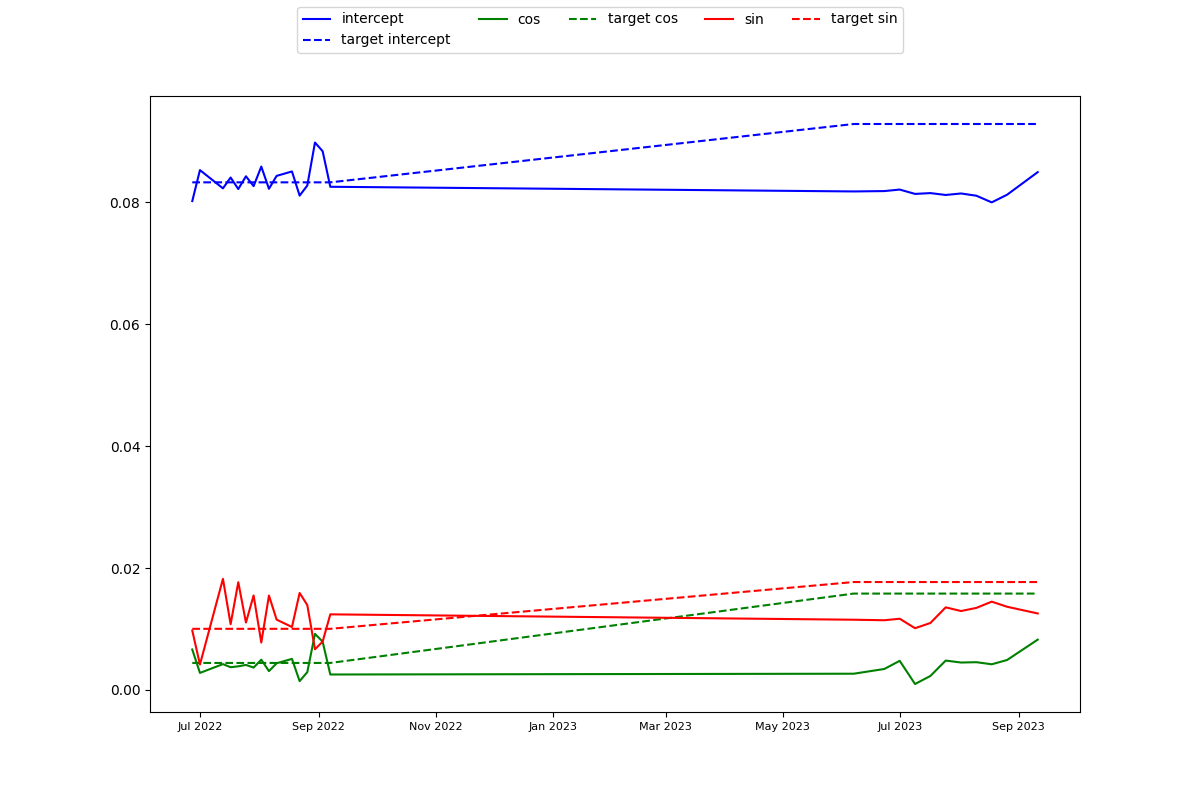 intercept cos target cos sin target sin
target intercept
0.08
0.06
0.04
0.02
0.00
Jul 2022 Sep 2022 Nov 2022 Jan 2023 Mar 2023 May 2023 Jul 2023 Sep 2023